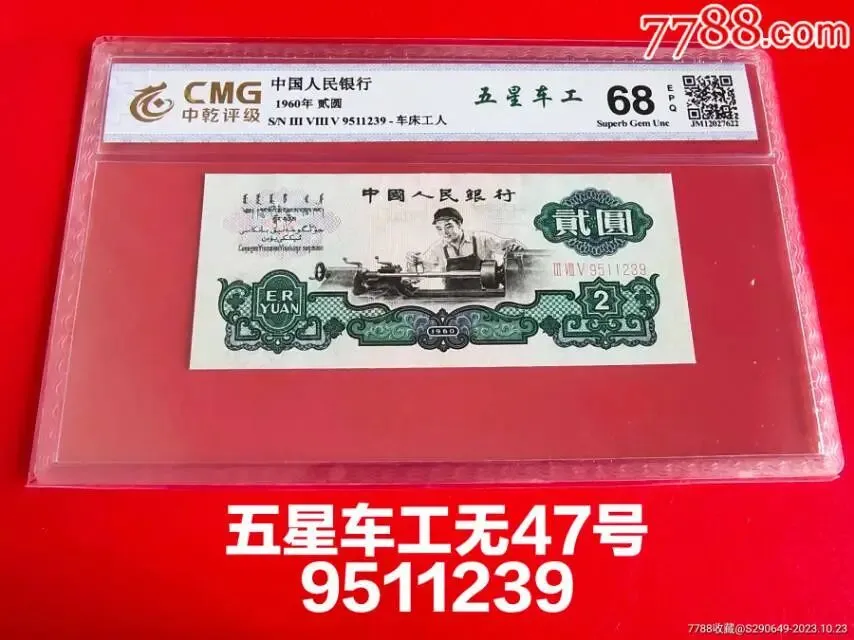 7788.com
CMG
中乾评级
中国人民银行
1960年 贰圆
S/N III VIII V 9511239 - 车床工人
五星车工
68
EPQ
Superb Gem Unc
JM12027622
中國人民銀行
貳圓
III VIII V 9511239
ER
YUAN
1960
2
五星车工无47号
9511239
7788收藏@S290649-2023.10.23